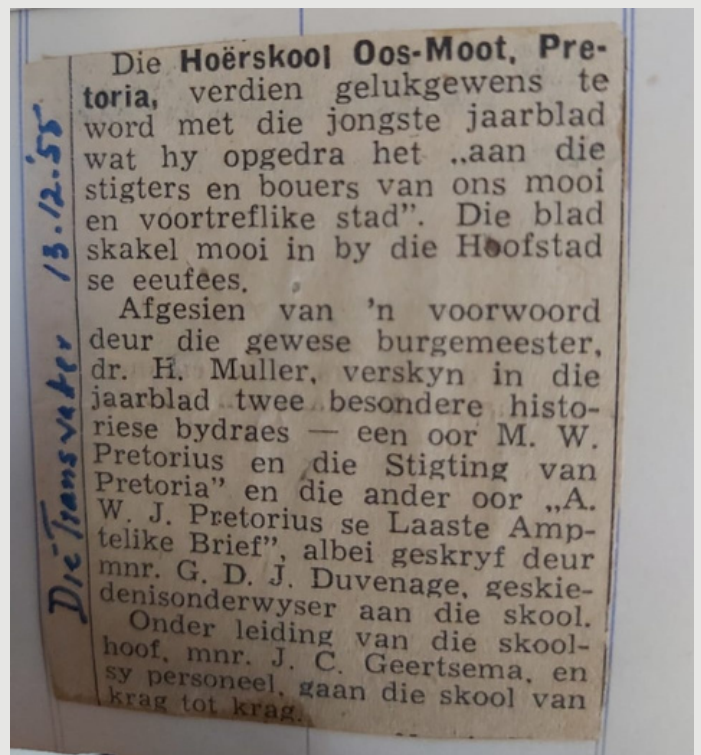 Die Hoërskool Oos-Moot, Pre-
toria, verdien gelukgewens te
word met die jongste jaarblad
wat hy opgedra het „aan die
stigters en bouers van ons mooi
en voortreflike stad”. Die blad
skakel mooi in by die Hoofstad
se eeufees.
Afgesien van 'n voorwoord
deur die gewese burgemeester,
dr. H. Muller, verskyn in die
jaarblad twee besondere histo-
riese bydraes — een oor M. W.
Pretorius en die Stigting van
Pretoria” en die ander oor „A.
W. J. Pretorius se Laaste Amp-
telike Brief”, albei geskryf deur
mnr. G. D. J. Duvenage, geskie-
denisonderwyser aan die skool.
Onder leiding van die skool-
hoof, mnr. J. C. Geertsema, en
sy personeel, gaan die skool van
krag tot krag.
Die Transvaler 13.12.'55